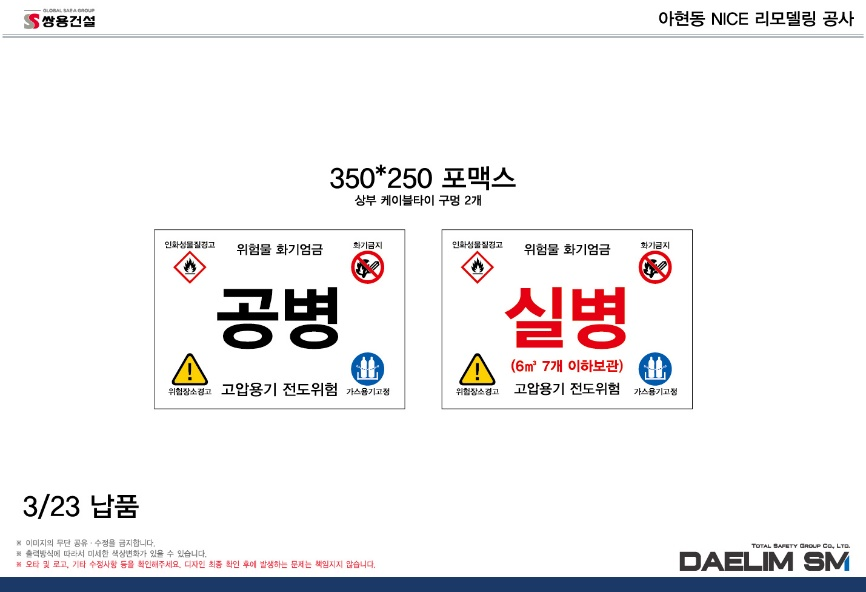 GLOBAL SAE-A GROUP
쌍용건설
아현동 NICE 리모델링 공사
350*250 포맥스
상부 케이블타이 구멍 2개
인화성물질경고
위험물 화기엄금
화기금지
공병
위험장소경고
고압용기 전도위험
가스용기고정
인화성물질경고
위험물 화기엄금
화기금지
실병
(6㎥ 7개 이하보관)
위험장소경고
고압용기 전도위험
가스용기고정
3/23 납품
※ 이미지의 무단 공유·수정을 금지합니다.
※ 출력방식에 따라서 미세한 색상변화가 있을 수 있습니다.
※ 오타 및 로고, 기타 수정사항 등을 확인해주세요. 디자인 최종 확인 후에 발생하는 문제는 책임지지 않습니다.
TOTAL SAFETY GROUP CO., LTD.
DAELIM SM